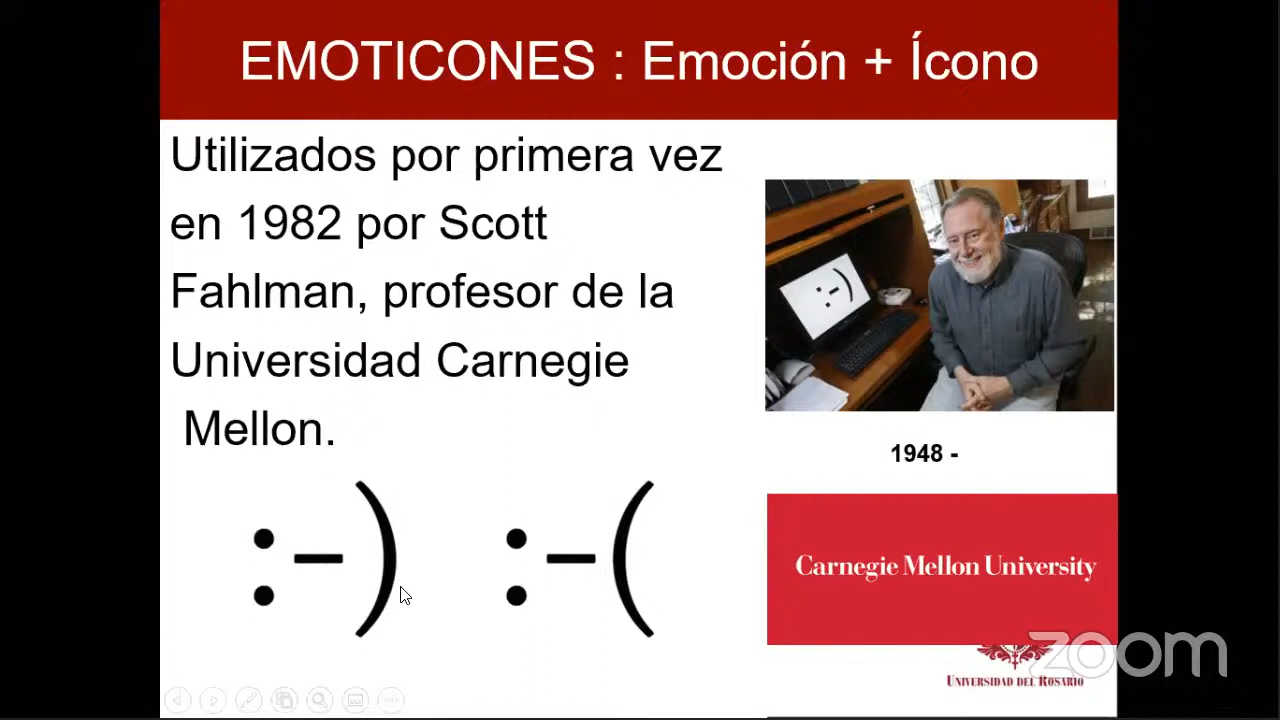 EMOTICONES : Emoción + Ícono
Utilizados por primera vez
en 1982 por Scott
Fahlman, profesor de la
Universidad Carnegie
Mellon.
:-)
1948 -
:-) :-(
Carnegie Mellon University
UNIVERSIDAD DEL ROSARIO
zoom